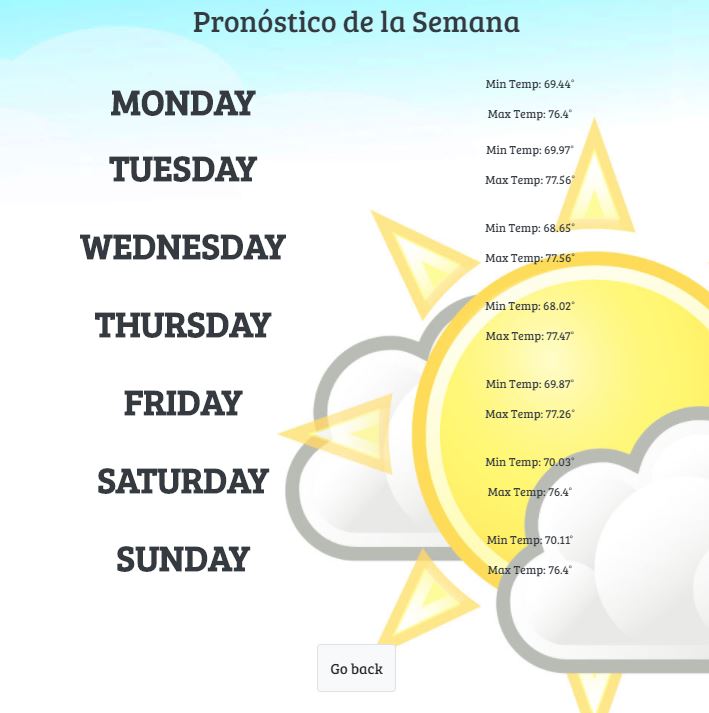 Pronóstico de la Semana
MONDAY
Min Temp: 69.44°
Max Temp: 76.4°
TUESDAY
Min Temp: 69.97°
Max Temp: 77.56°
WEDNESDAY
Min Temp: 68.65°
Max Temp: 77.56°
THURSDAY
Min Temp: 68.02°
Max Temp: 77.47°
FRIDAY
Min Temp: 69.87°
Max Temp: 77.26°
SATURDAY
Min Temp: 70.03°
Max Temp: 76.4°
SUNDAY
Min Temp: 70.11°
Max Temp: 76.4°
Go back